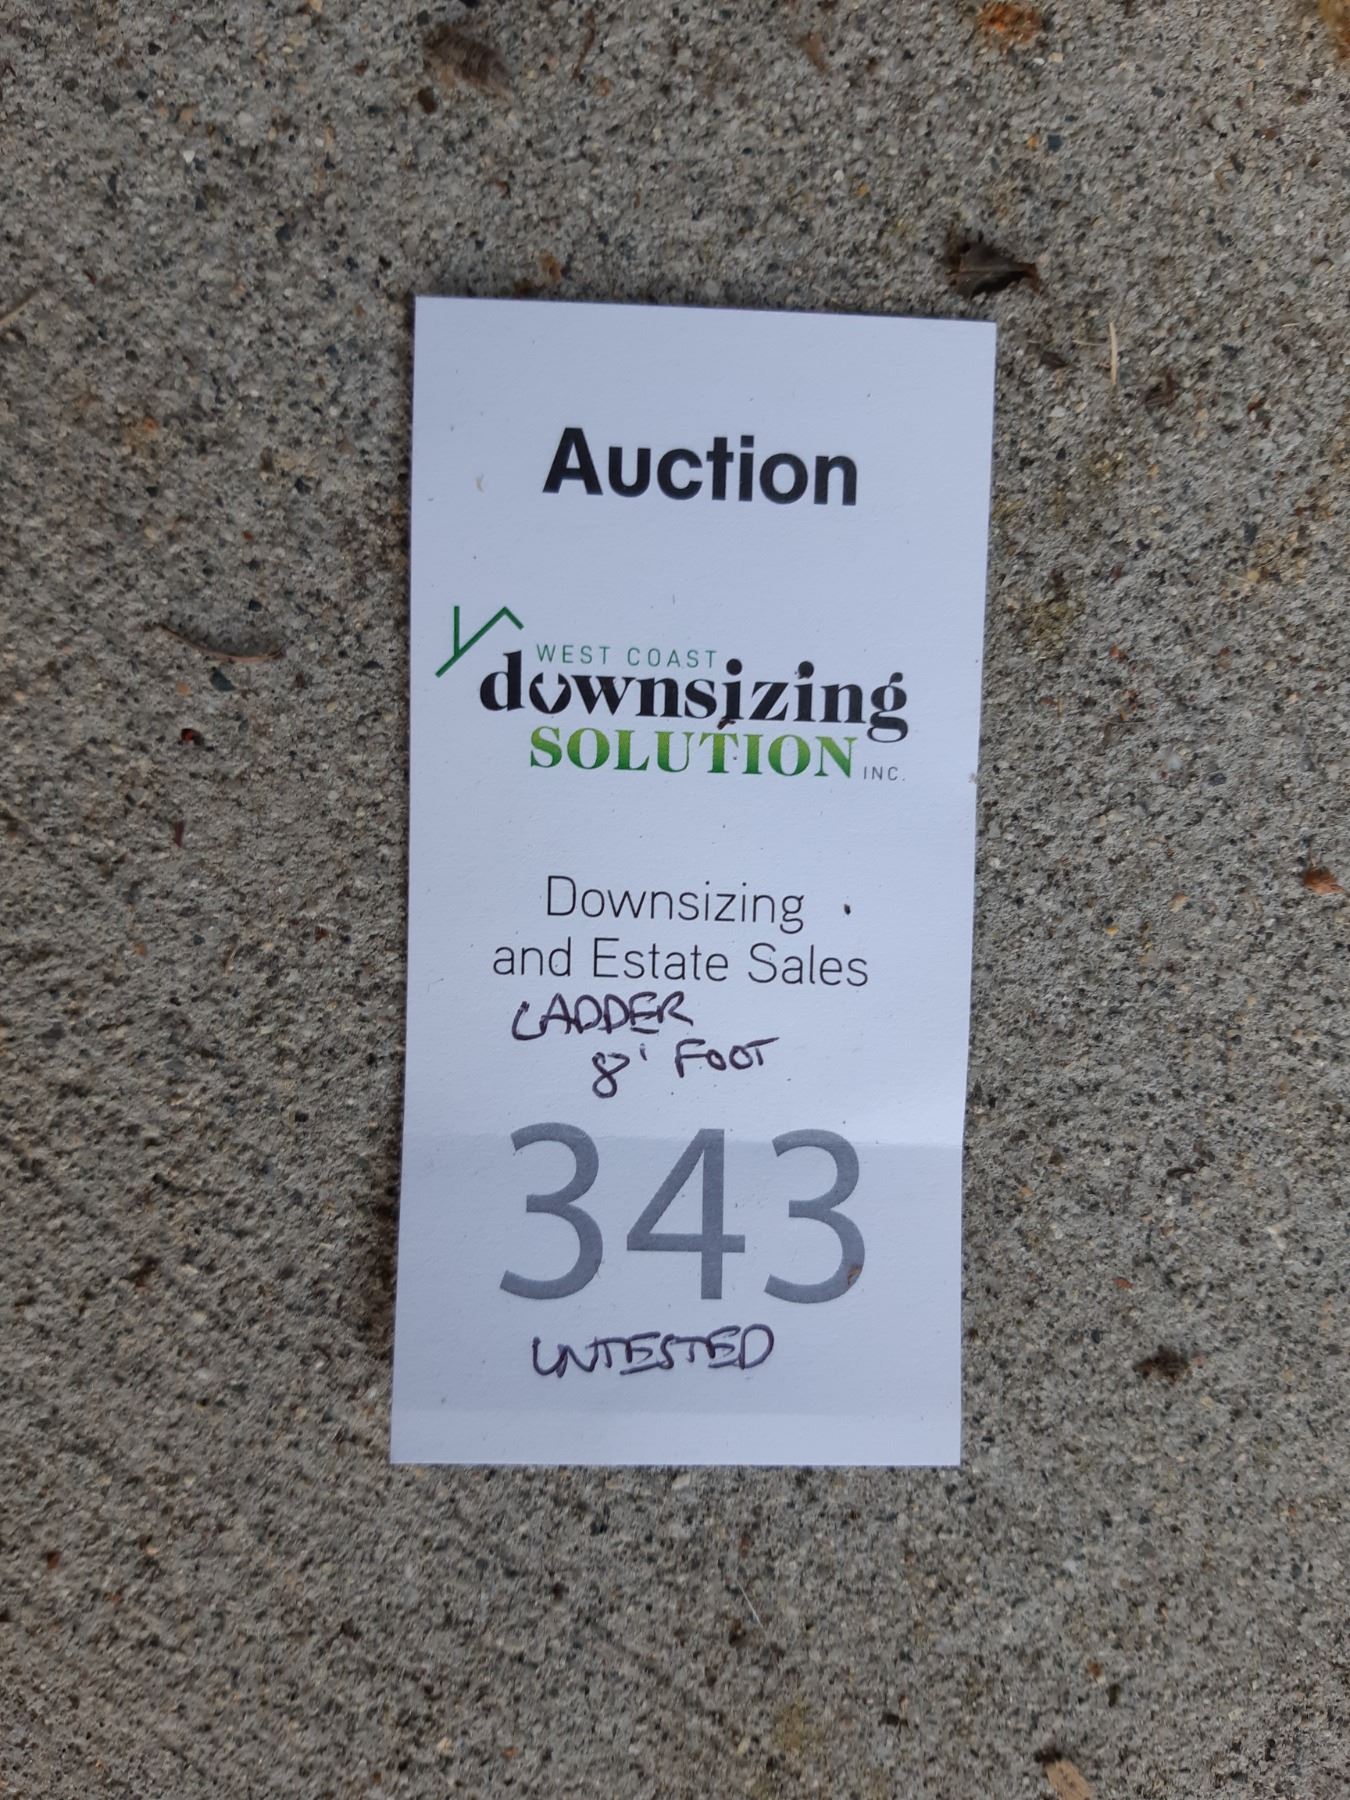 Auction
WEST COAST
downsizing
SOLUTION INC.
Downsizing
and Estate Sales
LADDER
8' FOOT
343
UNTESTED